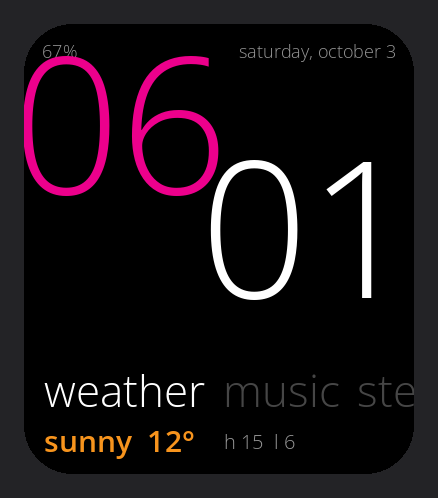 67% saturday, october 3
06
01
weather music ste
sunny 12° h 15 l 6